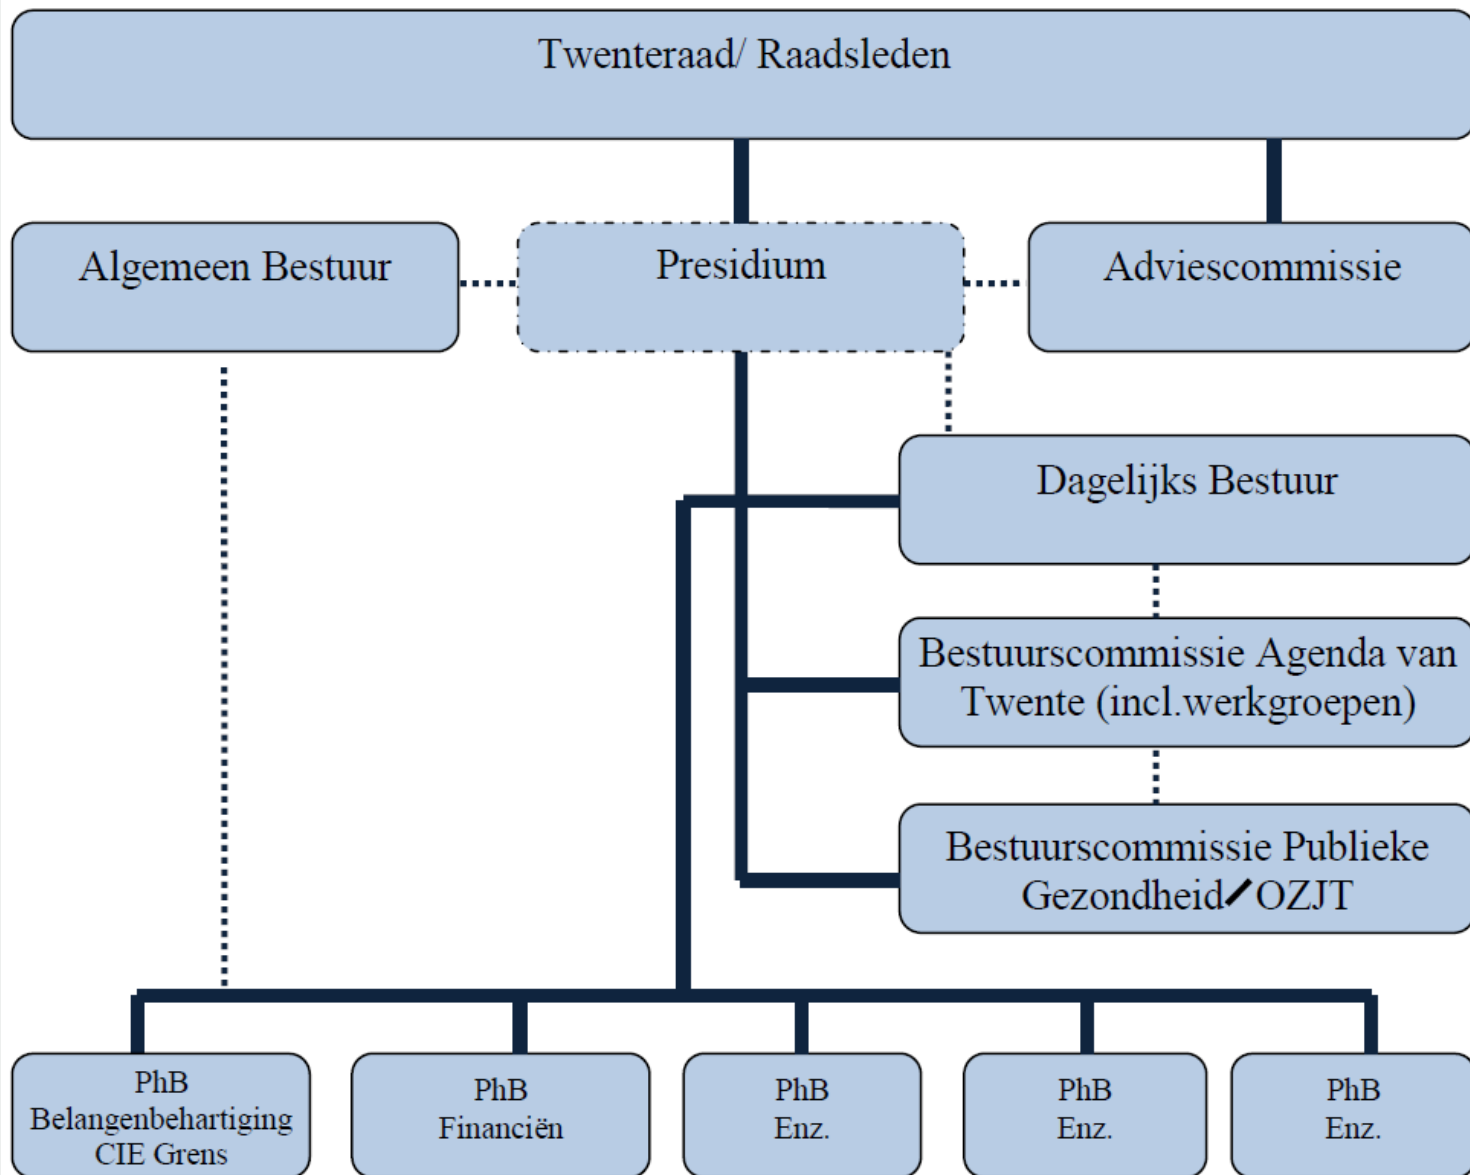 Twenteraad/ Raadsleden
Algemeen Bestuur
Presidium
Adviescommissie
Dagelijks Bestuur
Bestuurscommissie Agenda van
Twente (incl.werkgroepen)
Bestuurscommissie Publieke
Gezondheid/OZJT
PhB
Belangenbehartiging
CIE Grens
PhB
Financiën
PhB
Enz.
PhB
Enz.
PhB
Enz.